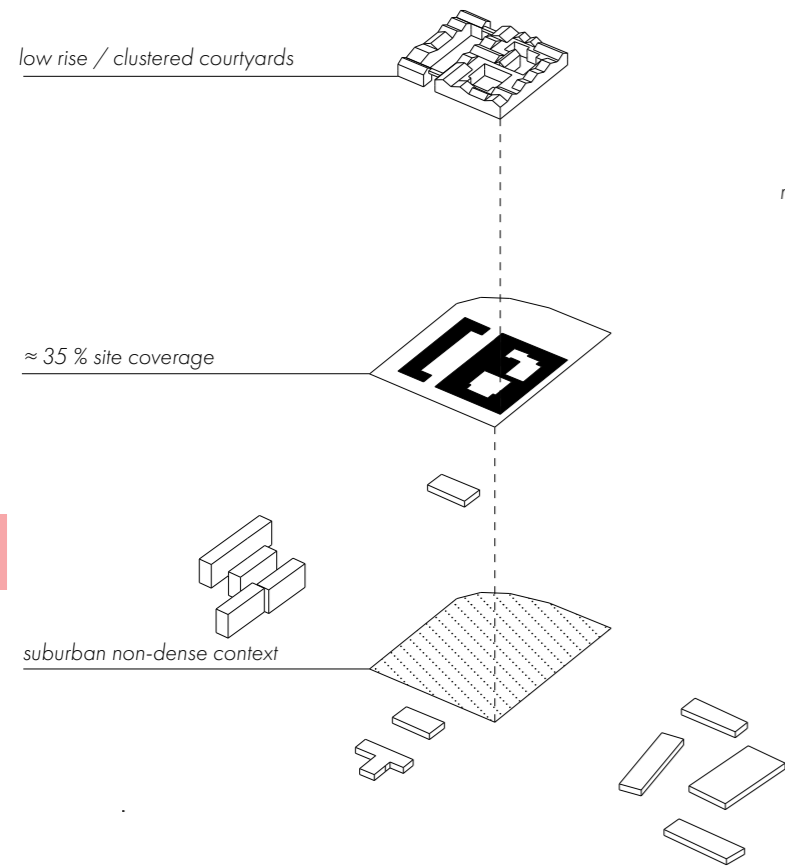 low rise / clustered courtyards
≈ 35 % site coverage
suburban non-dense context